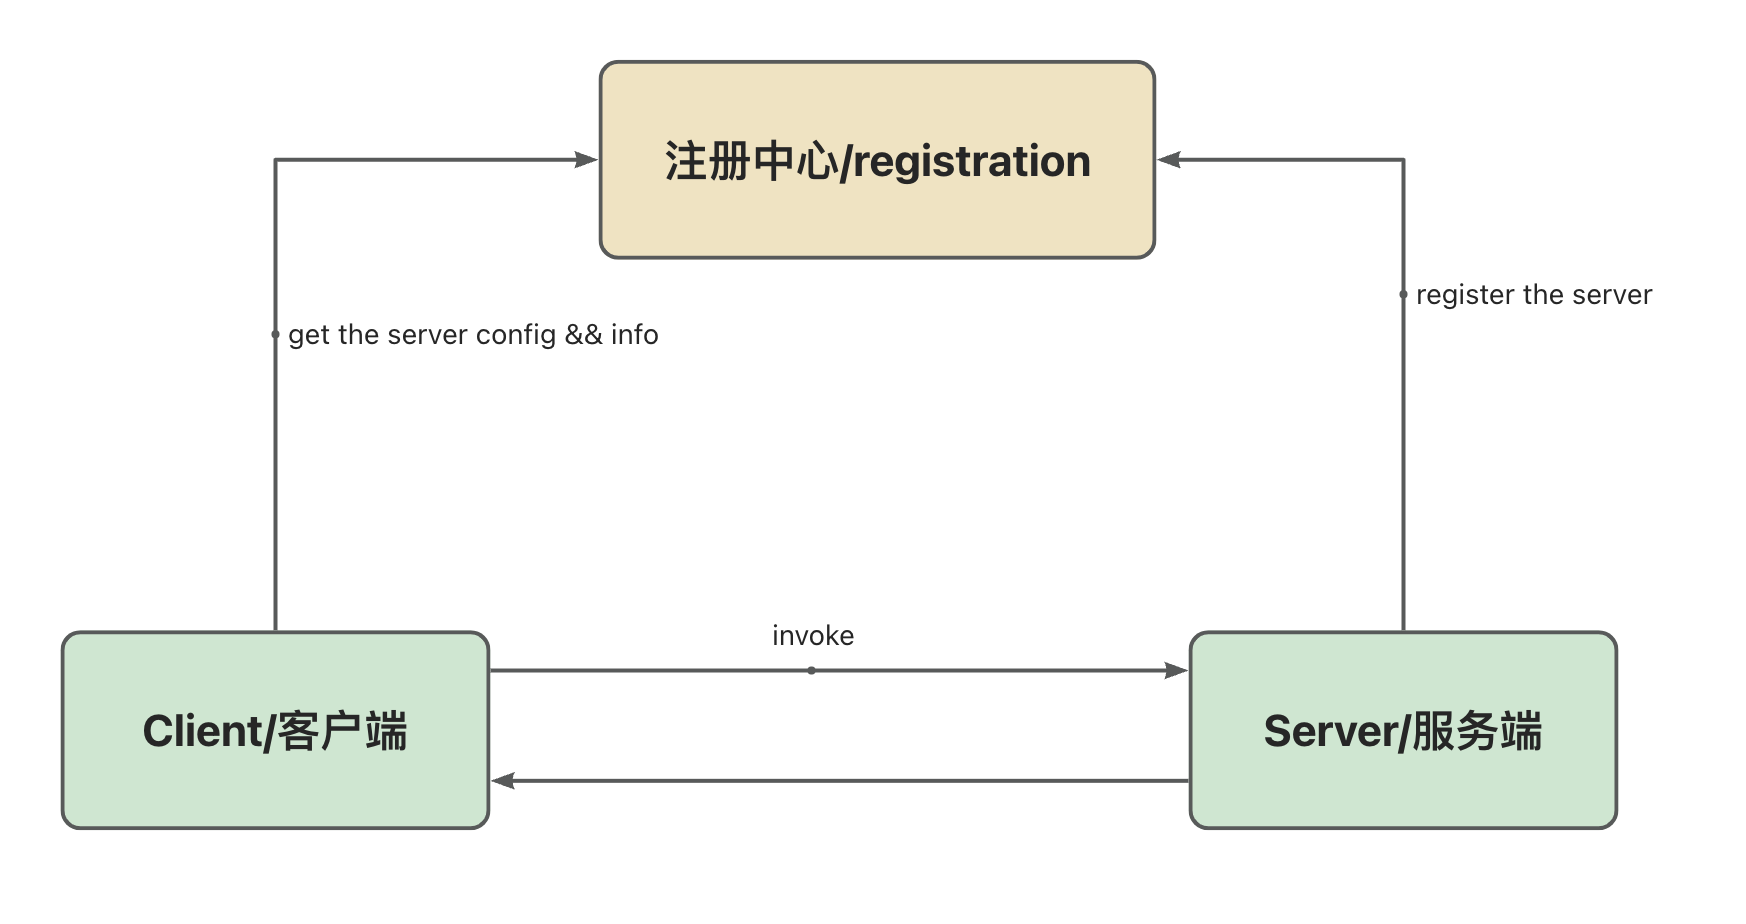 注册中心/registration
register the server
get the server config && info
invoke
Client/客户端
Server/服务端